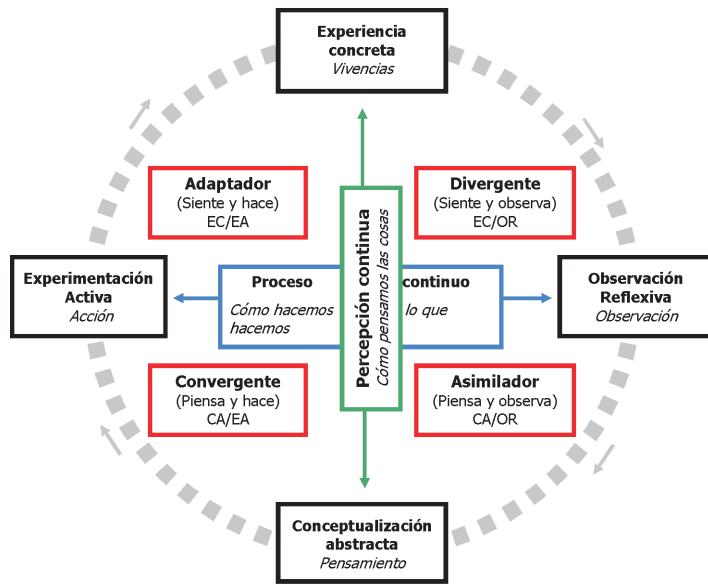 Experiencia
concreta
Vivencias
Adaptador
(Siente y hace)
EC/EA
Divergente
(Siente y observa)
EC/OR
Experimentación
Activa
Acción
Proceso continuo
Cómo hacemos lo que
hacemos
Percepción continua
Cómo pensamos las cosas
Observación
Reflexiva
Observación
Convergente
(Piensa y hace)
CA/EA
Asimilador
(Piensa y observa)
CA/OR
Conceptualización
abstracta
Pensamiento